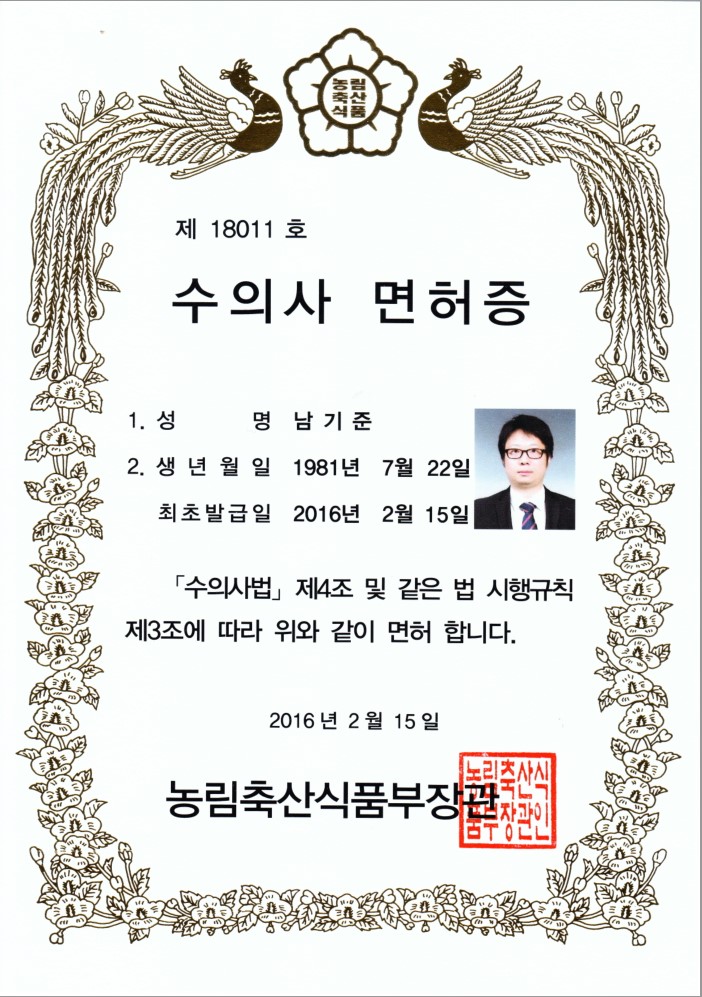 농림
축산
식품
제 18011 호
수의사 면허증
1. 성 명 남 기 준
2. 생 년 월 일 1981년 7월 22일
최초발급일 2016년 2월 15일
「수의사법」 제4조 및 같은 법 시행규칙
제3조에 따라 위와 같이 면허 합니다.
2016 년 2 월 15 일
농림축산식품부장관
농림축산식
품부장관인